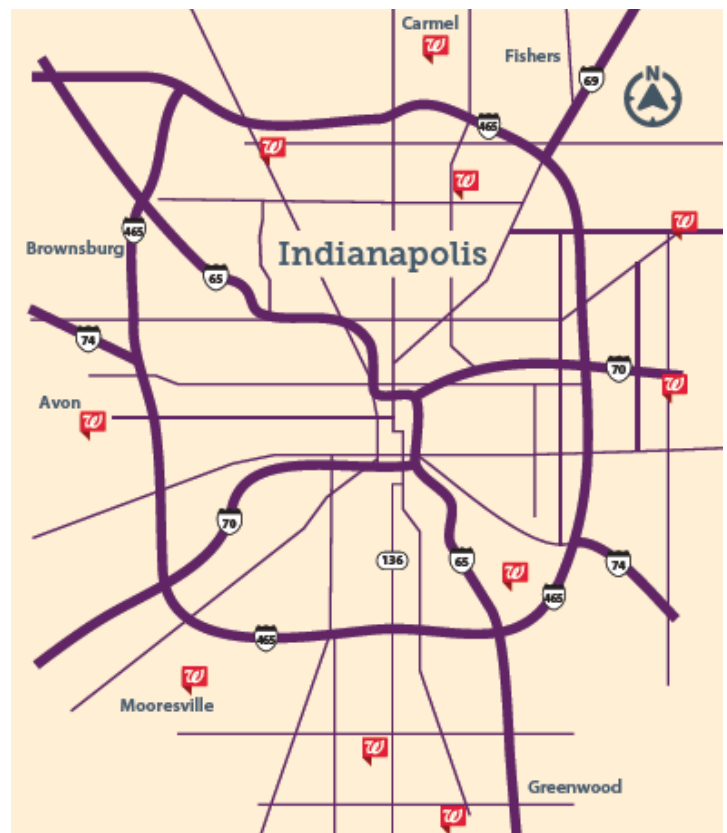 Carmel
W
Fishers
69
N
465
W
W
465
W
Brownsburg
Indianapolis
65
74
70
W
Avon
W
70
136
65
74
W
465
465
W
Mooresville
W
Greenwood
W